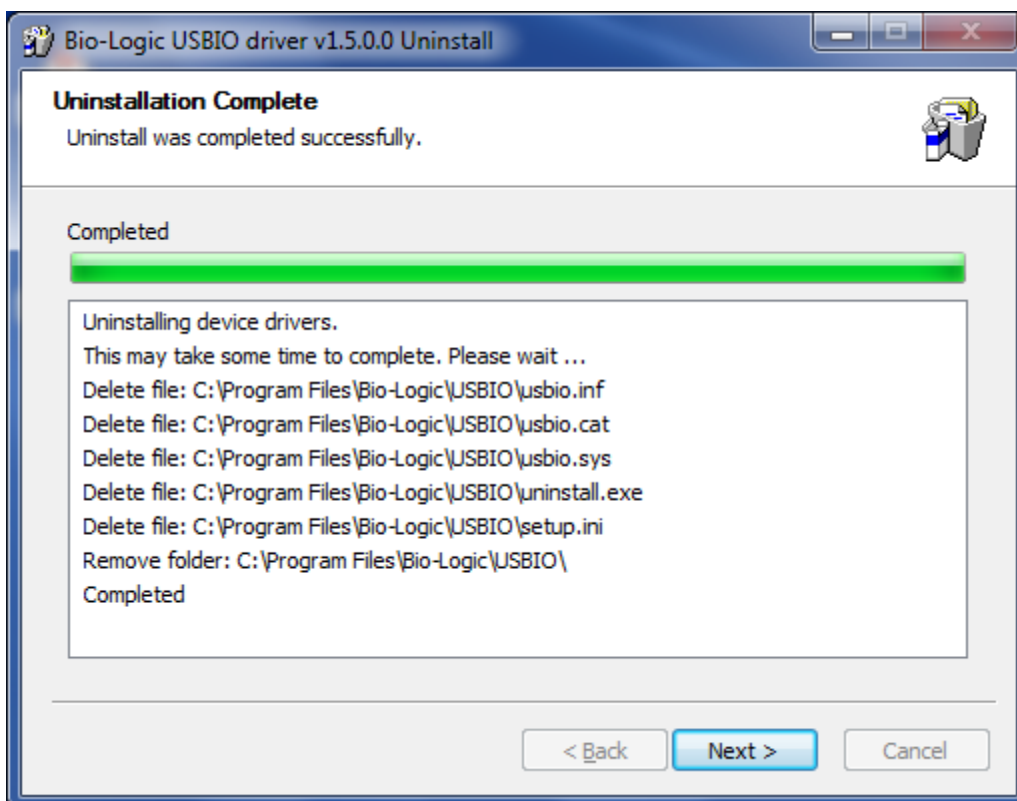 Bio-Logic USBIO driver v1.5.0.0 Uninstall
Uninstallation Complete
Uninstall was completed successfully.
Completed
Uninstalling device drivers.
This may take some time to complete. Please wait ...
Delete file: C:\Program Files\Bio-Logic\USBIO\usbio.inf
Delete file: C:\Program Files\Bio-Logic\USBIO\usbio.cat
Delete file: C:\Program Files\Bio-Logic\USBIO\usbio.sys
Delete file: C:\Program Files\Bio-Logic\USBIO\uninstall.exe
Delete file: C:\Program Files\Bio-Logic\USBIO\setup.ini
Remove folder: C:\Program Files\Bio-Logic\USBIO\
Completed
< Back Next > Cancel